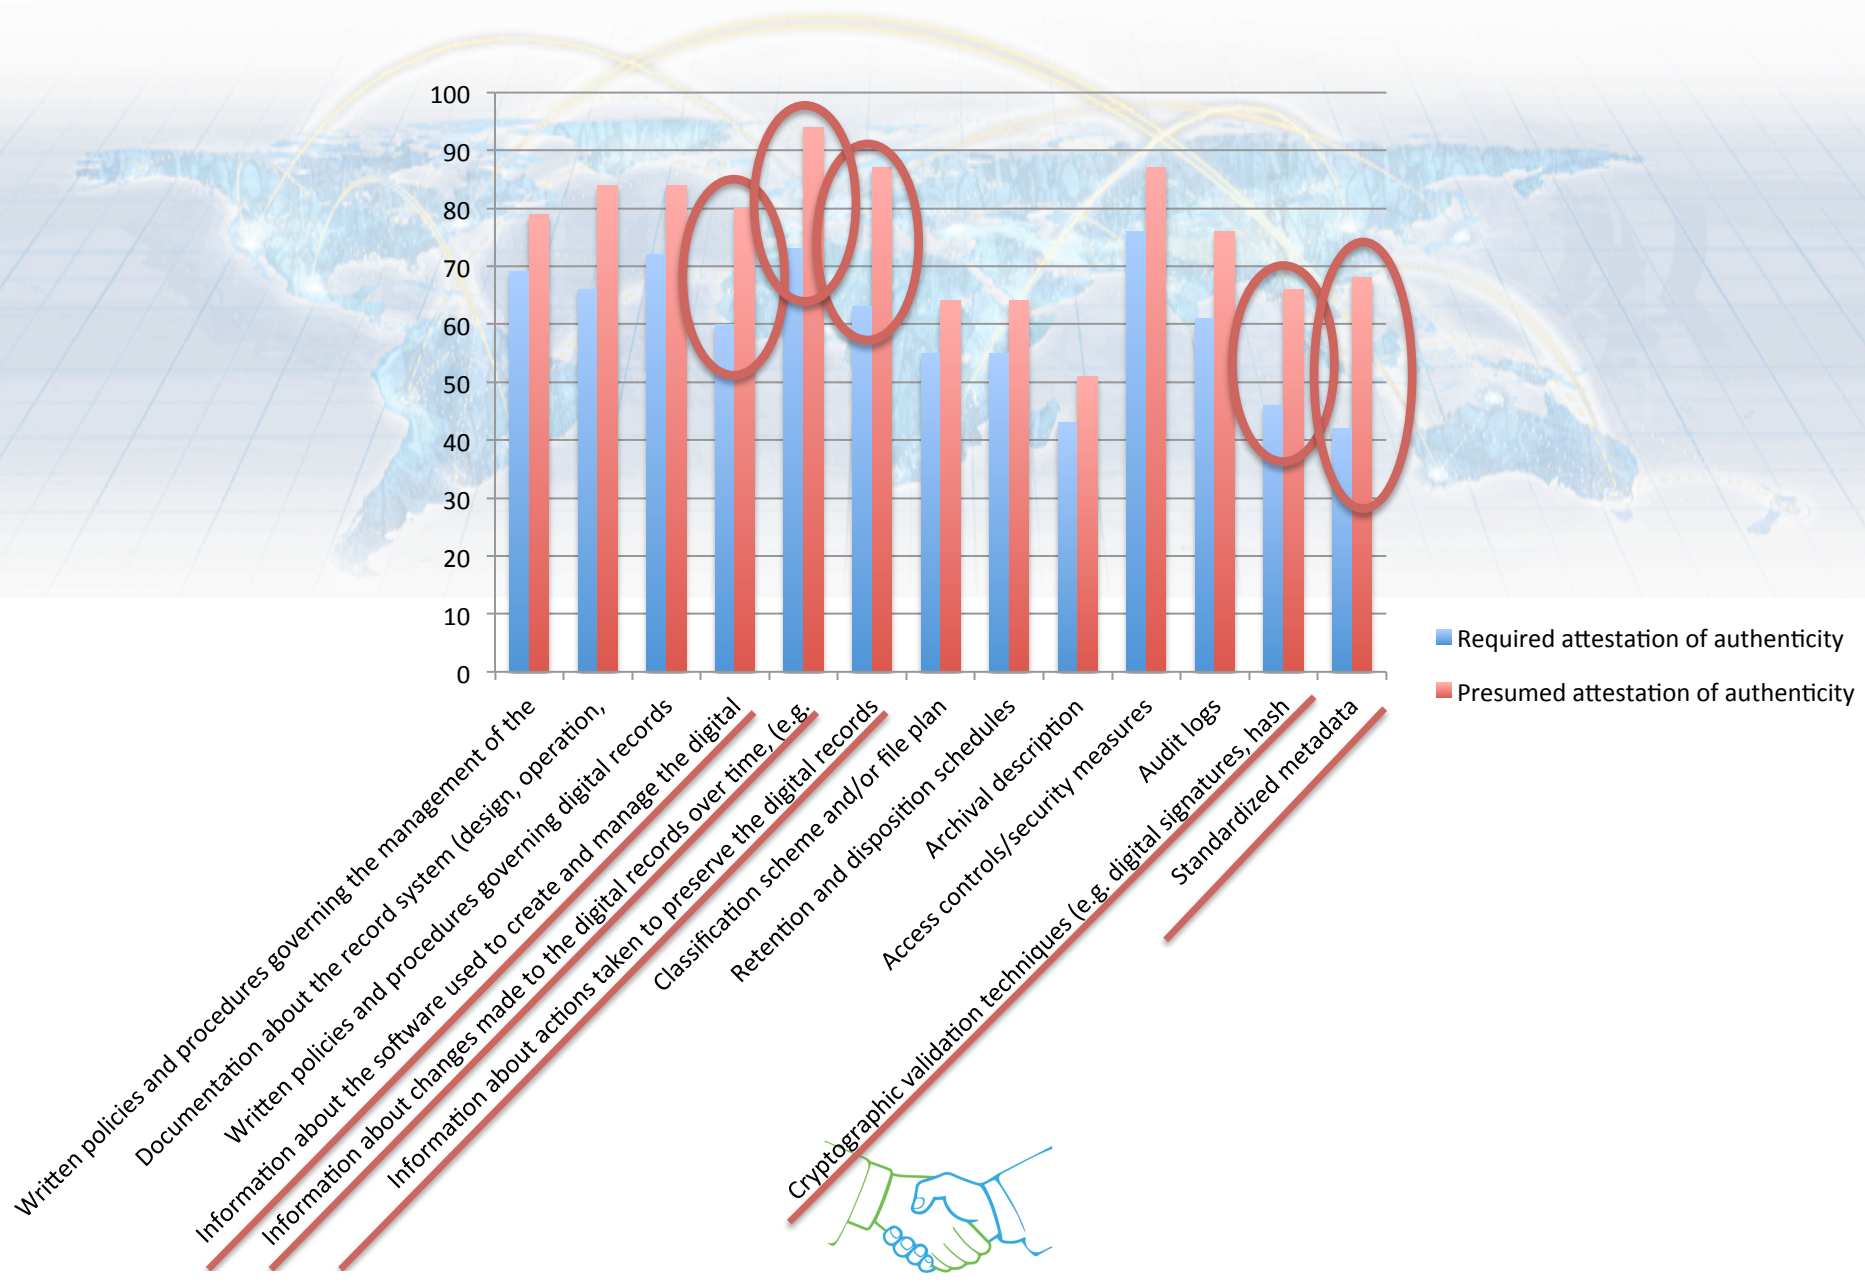 100
90
80
70
60
50
40
30
20
10
0
Required attestation of authenticity
Presumed attestation of authenticity
Written policies and procedures governing the management of the
Documentation about the record system (design, operation,
Written policies and procedures governing digital records
Information about the software used to create and manage the digital
Information about changes made to the digital records over time, (e.g.
Information about actions taken to preserve the digital records
Classification scheme and/or file plan
Retention and disposition schedules
Archival description
Access controls/security measures
Audit logs
Cryptographic validation techniques (e.g. digital signatures, hash
Standardized metadata